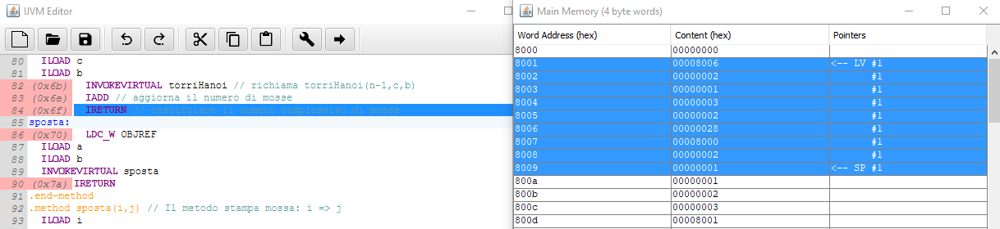 IJVM Editor
80 ILOAD c
81 ILOAD b
82 (0x6b) INVOKEVIRTUAL torriHanoi // richiama torriHanoi(n-1,c,b)
83 (0x6e) IADD // aggiorna il numero di mosse
84 (0x6f) IRETURN // restituisce il numero complessivo di mosse
85 sposta:
86 (0x70) LDC_W OBJREF
87 ILOAD a
88 ILOAD b
89 INVOKEVIRTUAL sposta
90 (0x7a) IRETURN
91 .end-method
92 .method sposta(i,j) // Il metodo stampa mossa: i => j
93 ILOAD i
Main Memory (4 byte words)
Word Address (hex) Content (hex) Pointers
8000 00000000
8001 00008006 <-- LV #1
8002 00000002 #1
8003 00000001 #1
8004 00000003 #1
8005 00000002 #1
8006 00000028 #1
8007 00008000 #1
8008 00000002 #1
8009 00000001 <-- SP #1
800a 00000001
800b 00000002
800c 00000003
800d 00008001